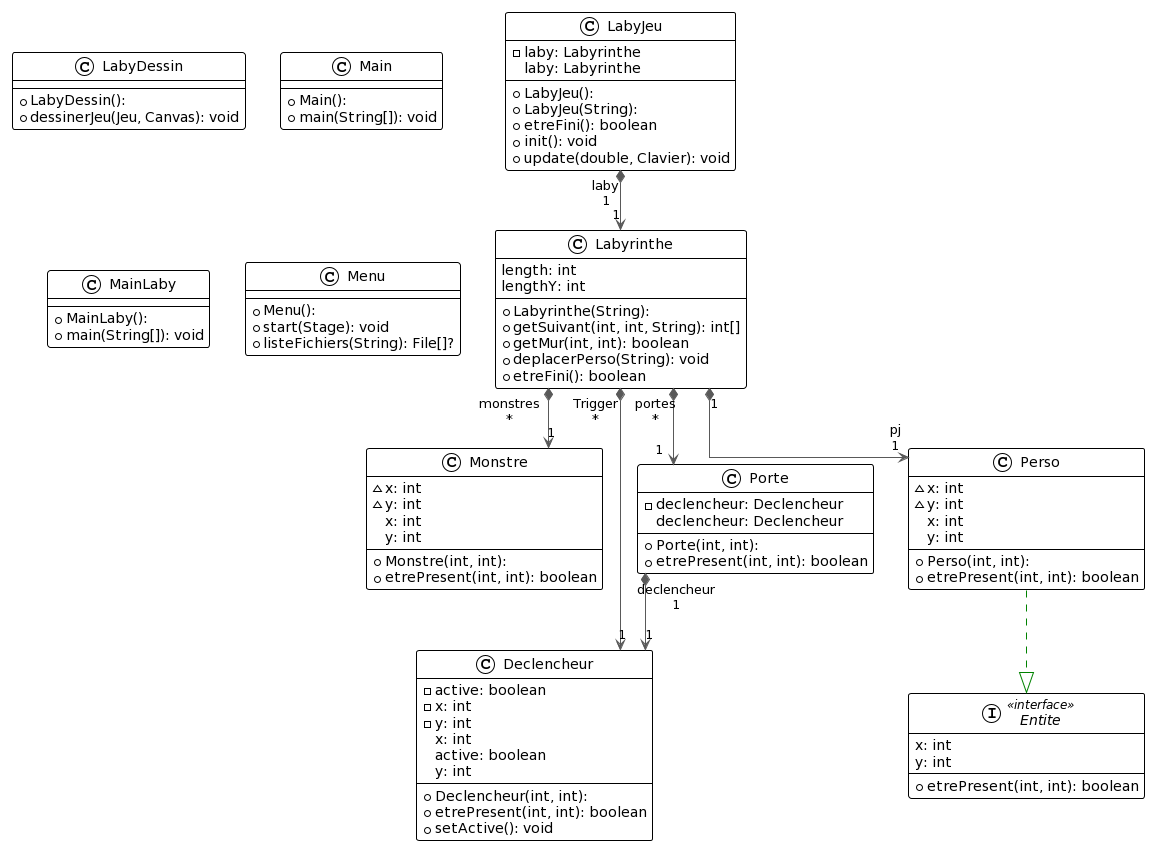 C LabyJeu
laby: Labyrinthe
laby: Labyrinthe
LabyJeu():
LabyJeu(String):
etreFini(): boolean
init(): void
update(double, Clavier): void
C LabyDessin
LabyDessin():
dessinerJeu(Jeu, Canvas): void
C Main
Main():
main(String[]): void
laby
1
1
C MainLaby
MainLaby():
main(String[]): void
C Menu
Menu():
start(Stage): void
listeFichiers(String): File[]?
C Labyrinthe
length: int
lengthY: int
Labyrinthe(String):
getSuivant(int, int, String): int[]
getMur(int, int): boolean
deplacerPerso(String): void
etreFini(): boolean
monstres
*
1
Trigger
*
1
portes
*
1
1
pj
1
C Monstre
~ x: int
~ y: int
x: int
y: int
Monstre(int, int):
etrePresent(int, int): boolean
C Porte
declencheur: Declencheur
declencheur: Declencheur
Porte(int, int):
etrePresent(int, int): boolean
C Perso
~ x: int
~ y: int
x: int
y: int
Perso(int, int):
etrePresent(int, int): boolean
declencheur
1
1
C Declencheur
active: boolean
x: int
y: int
x: int
active: boolean
y: int
Declencheur(int, int):
etrePresent(int, int): boolean
setActive(): void
I «interface»
Entite
x: int
y: int
etrePresent(int, int): boolean